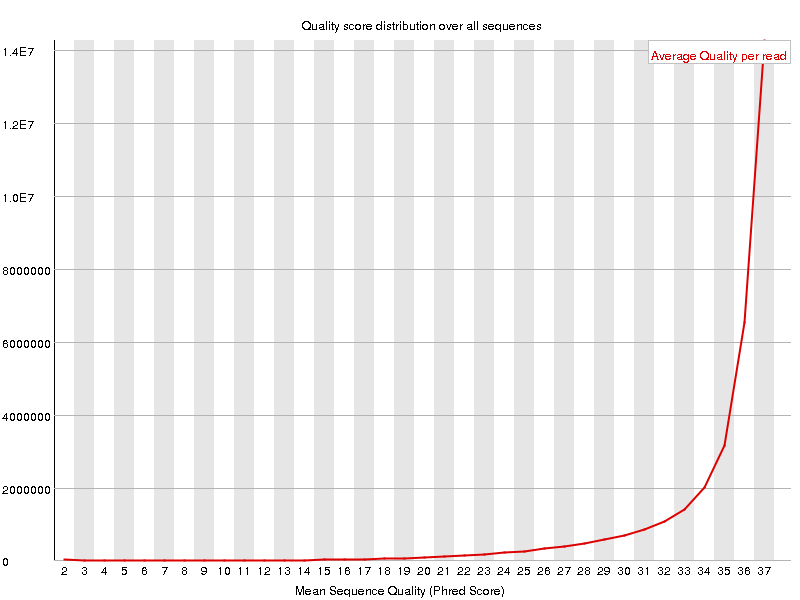 Quality score distribution over all sequences
Average Quality per read
1.4E7
1.2E7
1.0E7
8000000
6000000
4000000
2000000
0
2 3 4 5 6 7 8 9 10 11 12 13 14 15 16 17 18 19 20 21 22 23 24 25 26 27 28 29 30 31 32 33 34 35 36 37
Mean Sequence Quality (Phred Score)